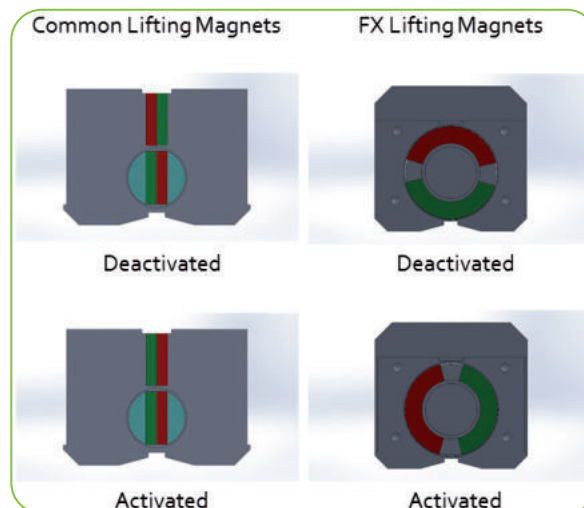 Common Lifting Magnets
FX Lifting Magnets
Deactivated
Deactivated
Activated
Activated